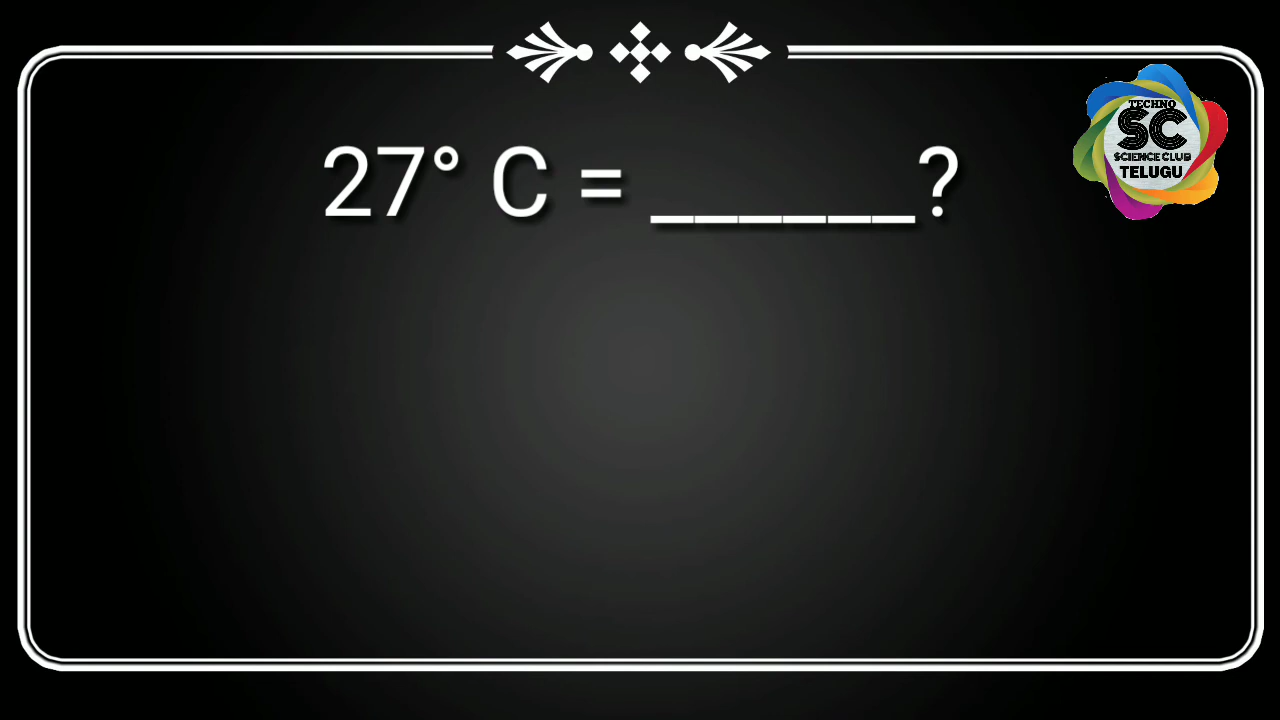 27° C = ______?
TECHNO
SC
SCIENCE CLUB
TELUGU